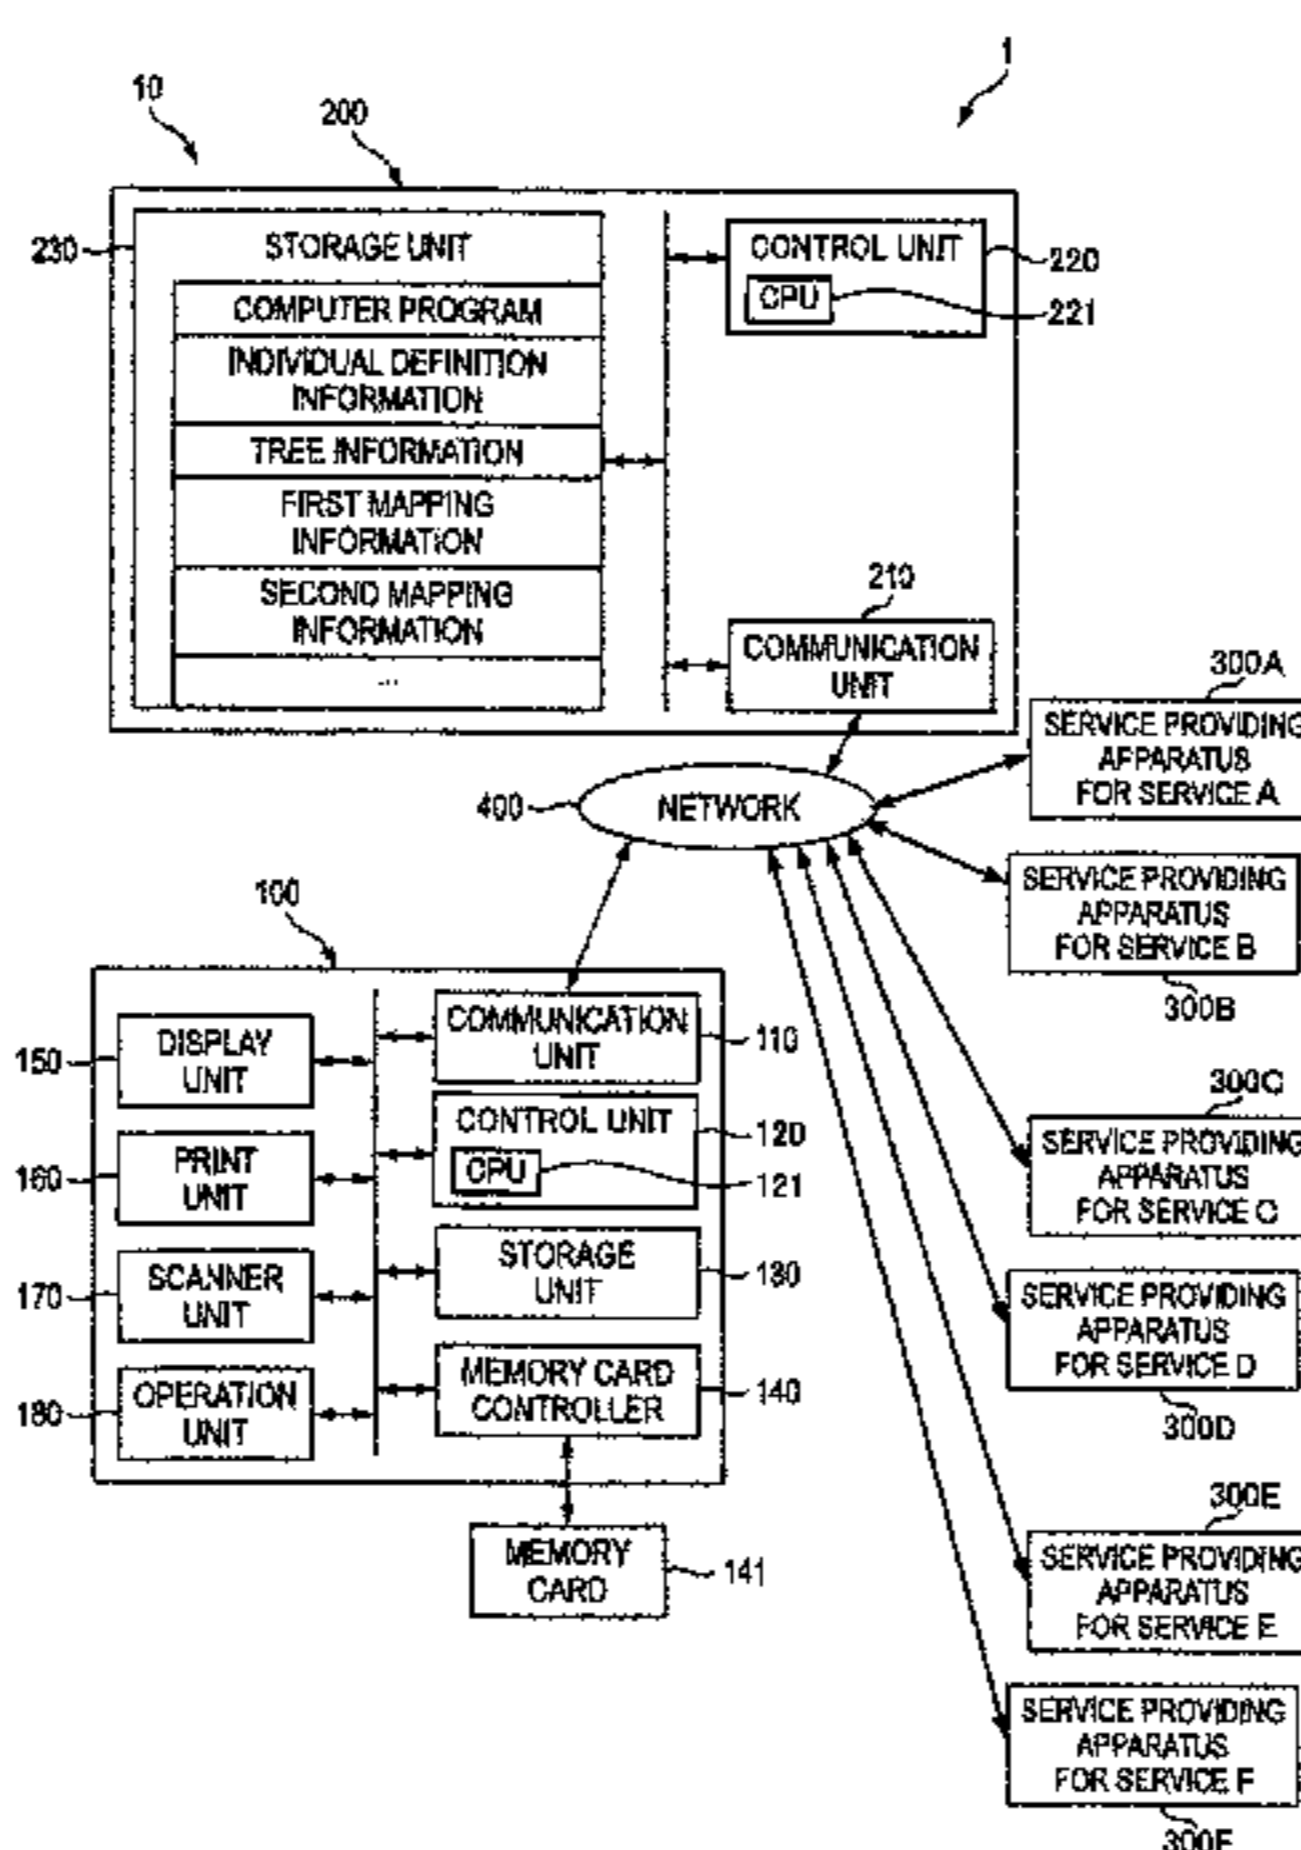 1
10
200
230
STORAGE UNIT
COMPUTER PROGRAM
INDIVIDUAL DEFINITION
INFORMATION
TREE INFORMATION
FIRST MAPPING
INFORMATION
SECOND MAPPING
INFORMATION
...
CONTROL UNIT
CPU
220
221
210
COMMUNICATION
UNIT
400
NETWORK
300A
SERVICE PROVIDING
APPARATUS
FOR SERVICE A
SERVICE PROVIDING
APPARATUS
FOR SERVICE B
300B
300C
SERVICE PROVIDING
APPARATUS
FOR SERVICE C
SERVICE PROVIDING
APPARATUS
FOR SERVICE D
300D
300E
SERVICE PROVIDING
APPARATUS
FOR SERVICE E
SERVICE PROVIDING
APPARATUS
FOR SERVICE F
300F
100
150
DISPLAY
UNIT
160
PRINT
UNIT
170
SCANNER
UNIT
180
OPERATION
UNIT
COMMUNICATION
UNIT
110
CONTROL UNIT
CPU
120
121
STORAGE
UNIT
130
MEMORY CARD
CONTROLLER
140
MEMORY
CARD
141